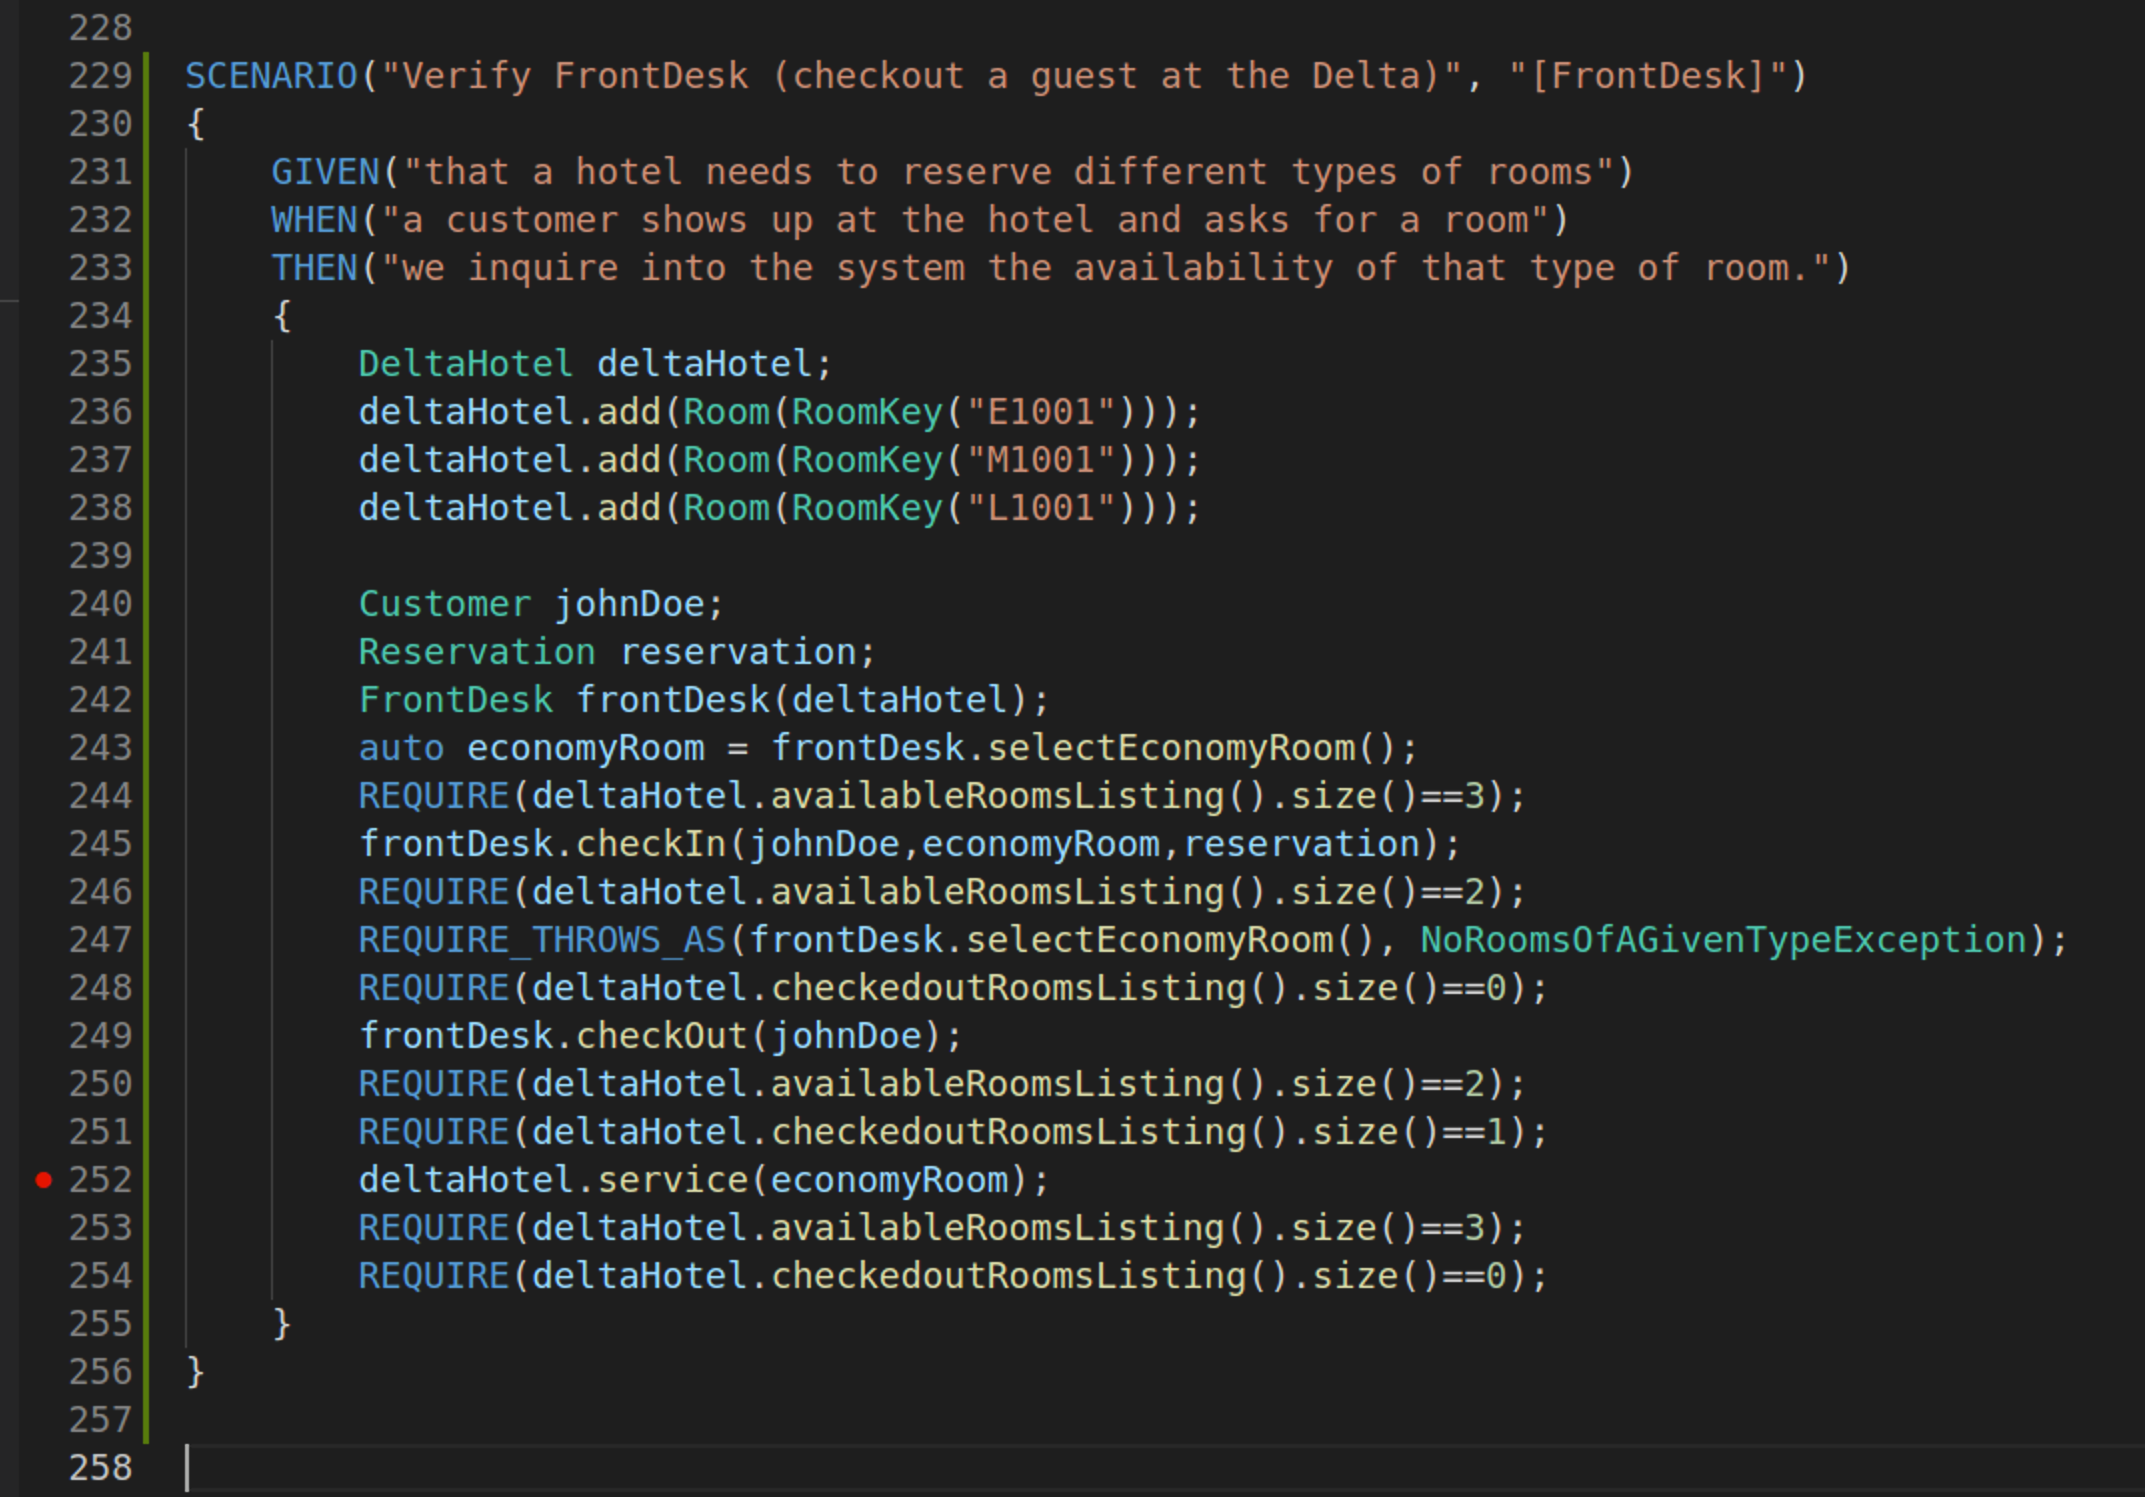 228
229 SCENARIO("Verify FrontDesk (checkout a guest at the Delta)", "[FrontDesk]")
230 {
231     GIVEN("that a hotel needs to reserve different types of rooms")
232     WHEN("a customer shows up at the hotel and asks for a room")
233     THEN("we inquire into the system the availability of that type of room.")
234     {
235         DeltaHotel deltaHotel;
236         deltaHotel.add(Room(RoomKey("E1001")));
237         deltaHotel.add(Room(RoomKey("M1001")));
238         deltaHotel.add(Room(RoomKey("L1001")));
239
240         Customer johnDoe;
241         Reservation reservation;
242         FrontDesk frontDesk(deltaHotel);
243         auto economyRoom = frontDesk.selectEconomyRoom();
244         REQUIRE(deltaHotel.availableRoomsListing().size()==3);
245         frontDesk.checkIn(johnDoe,economyRoom,reservation);
246         REQUIRE(deltaHotel.availableRoomsListing().size()==2);
247         REQUIRE_THROWS_AS(frontDesk.selectEconomyRoom(), NoRoomsOfAGivenTypeException);
248         REQUIRE(deltaHotel.checkedoutRoomsListing().size()==0);
249         frontDesk.checkOut(johnDoe);
250         REQUIRE(deltaHotel.availableRoomsListing().size()==2);
251         REQUIRE(deltaHotel.checkedoutRoomsListing().size()==1);
252         deltaHotel.service(economyRoom);
253         REQUIRE(deltaHotel.availableRoomsListing().size()==3);
254         REQUIRE(deltaHotel.checkedoutRoomsListing().size()==0);
255     }
256 }
257
258